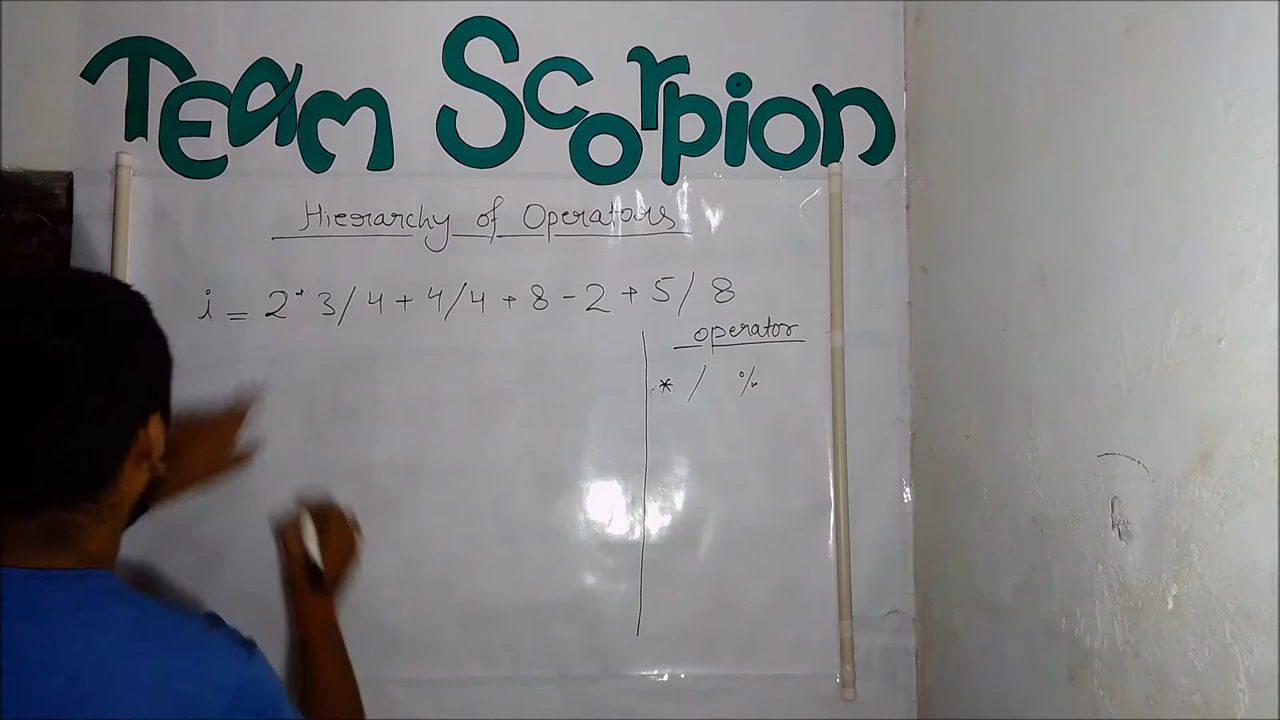 TEam Scorpion
Hierarchy of Operators
i = 2 * 3 / 4 + 4 / 4 + 8 - 2 + 5 / 8
operator
* / %